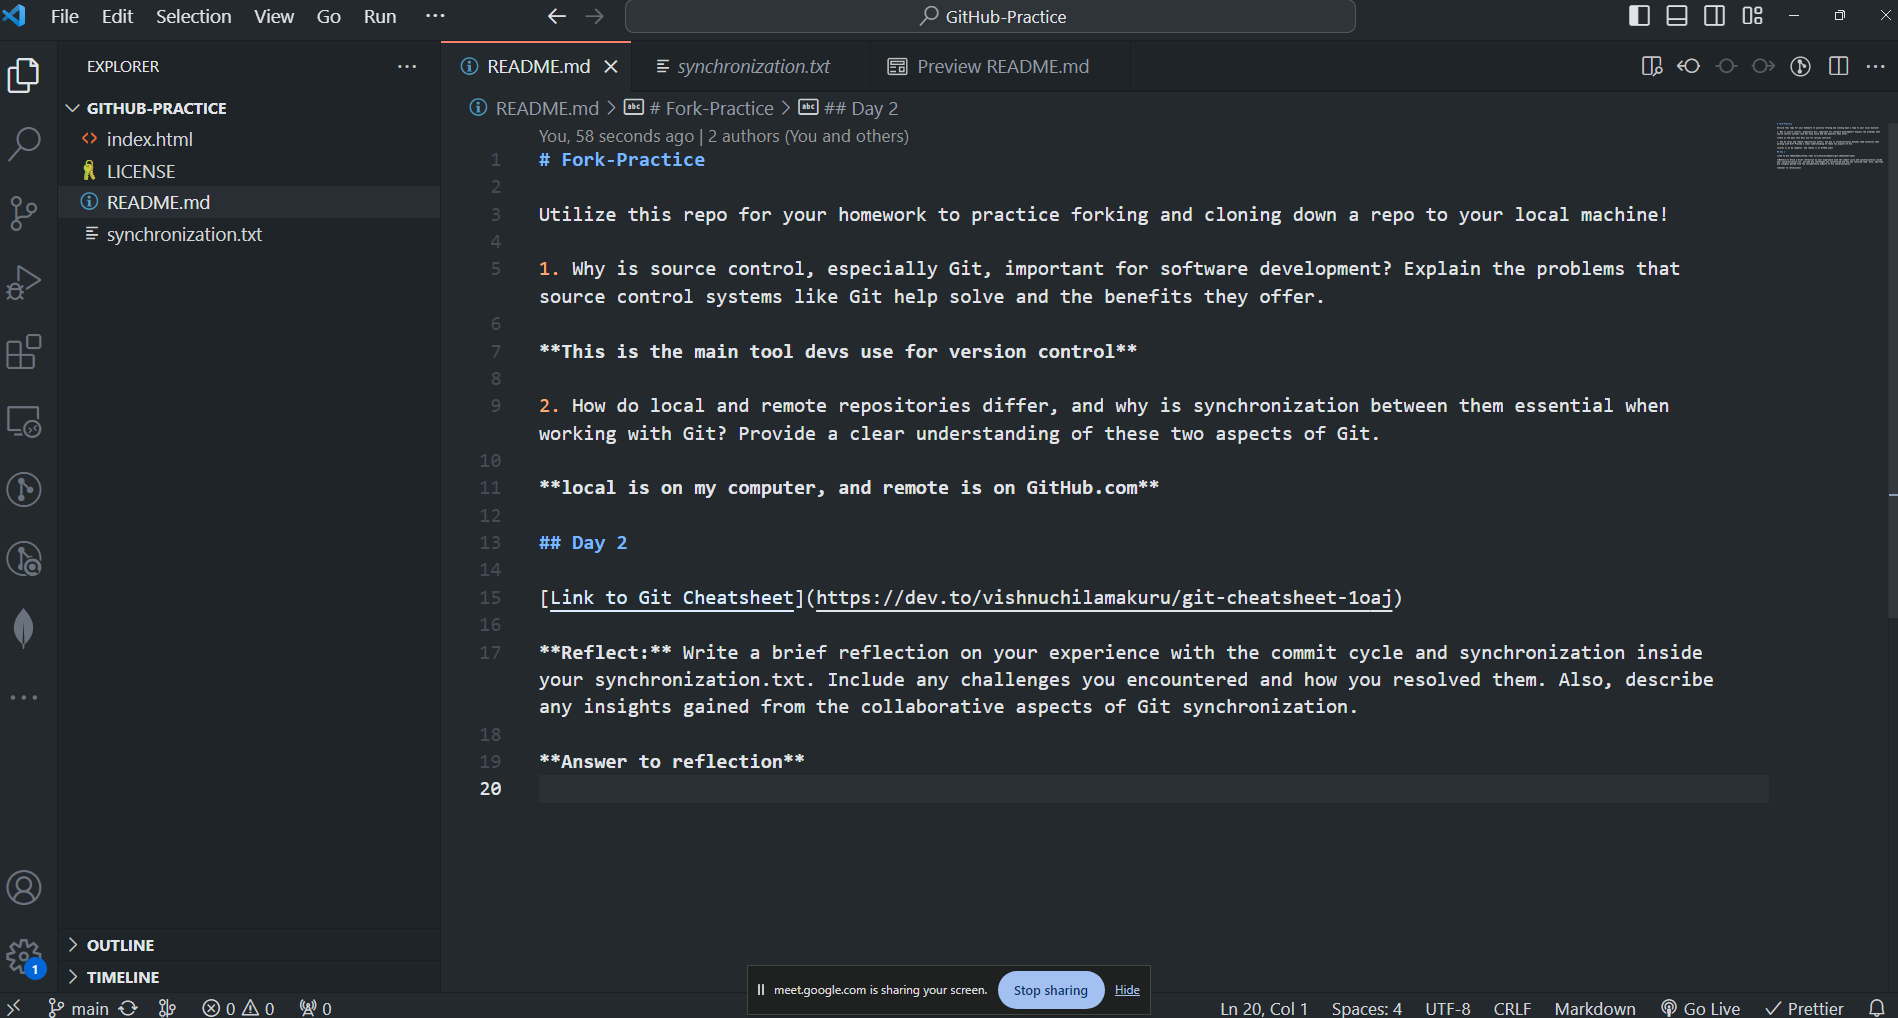 File Edit Selection View Go Run ···
GitHub-Practice
EXPLORER ···
GITHUB-PRACTICE
index.html
LICENSE
README.md
synchronization.txt
README.md
synchronization.txt
Preview README.md
README.md > # Fork-Practice > ## Day 2
You, 58 seconds ago | 2 authors (You and others)
1 # Fork-Practice
2
3 Utilize this repo for your homework to practice forking and cloning down a repo to your local machine!
4
5 1. Why is source control, especially Git, important for software development? Explain the problems that
source control systems like Git help solve and the benefits they offer.
6
7 **This is the main tool devs use for version control**
8
9 2. How do local and remote repositories differ, and why is synchronization between them essential when
working with Git? Provide a clear understanding of these two aspects of Git.
10
11 **local is on my computer, and remote is on GitHub.com**
12
13 ## Day 2
14
15 [Link to Git Cheatsheet](https://dev.to/vishnuchilamakuru/git-cheatsheet-1oaj)
16
17 **Reflect:** Write a brief reflection on your experience with the commit cycle and synchronization inside
your synchronization.txt. Include any challenges you encountered and how you resolved them. Also, describe
any insights gained from the collaborative aspects of Git synchronization.
18
19 **Answer to reflection**
20
OUTLINE
TIMELINE
1
meet.google.com is sharing your screen. Stop sharing Hide
main 0 0 0
Ln 20, Col 1 Spaces: 4 UTF-8 CRLF Markdown Go Live Prettier